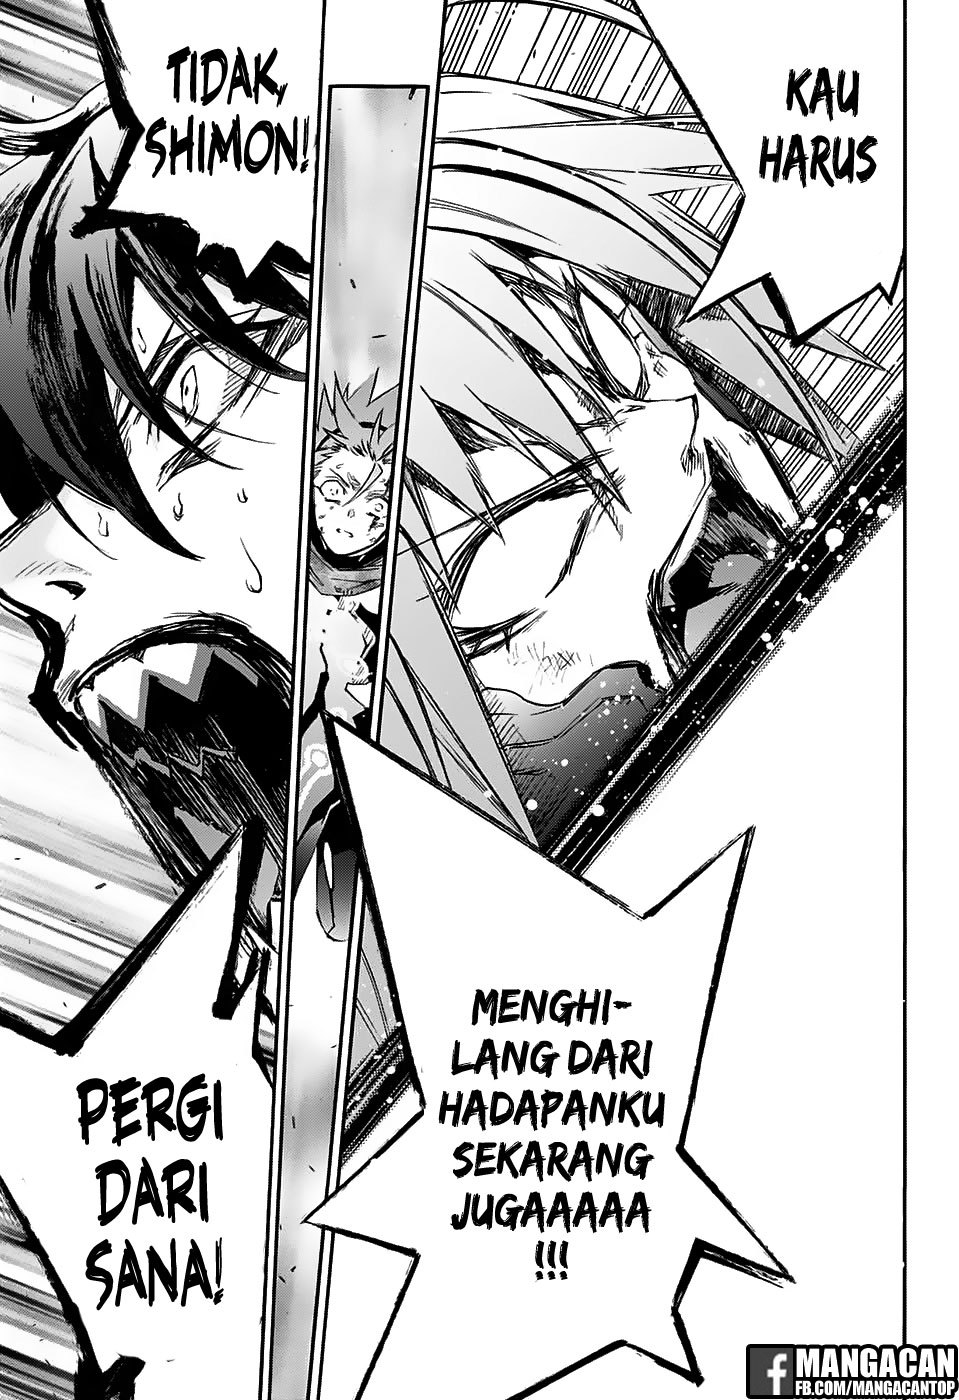 KAU
HARUS
MENGHI-
LANG DARI
HADAPANKU
SEKARANG
JUGAAAAA
!!!
TIDAK,
SHIMON!
PERGI
DARI
SANA!
f MANGACAN
FB.COM/MANGACANTOP